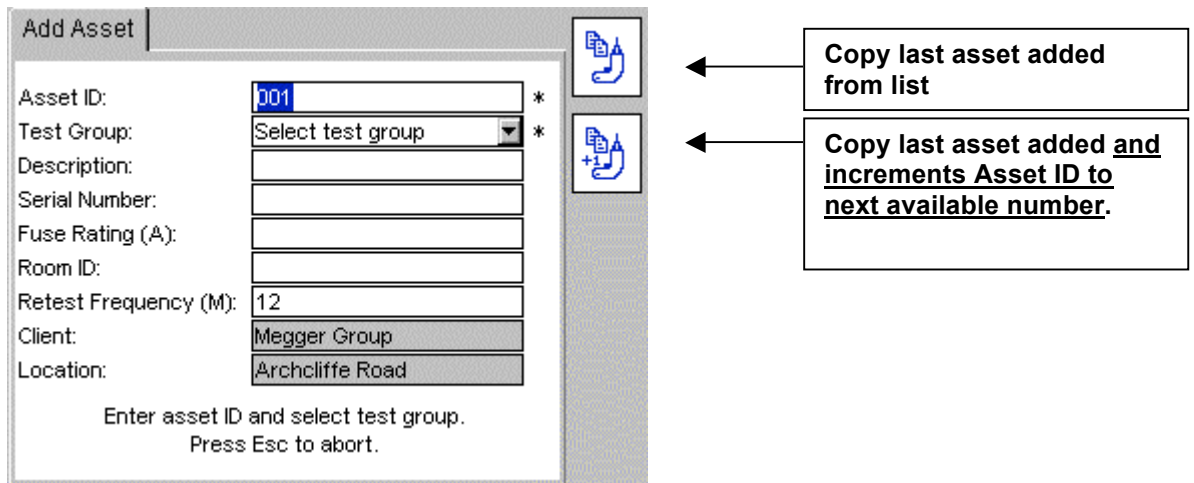 Add Asset
Asset ID: 001 *
Test Group: Select test group *
Description:
Serial Number:
Fuse Rating (A):
Room ID:
Retest Frequency (M): 12
Client: Megger Group
Location: Archcliffe Road
Enter asset ID and select test group.
Press Esc to abort.
+1
Copy last asset added
from list
Copy last asset added and
increments Asset ID to
next available number.